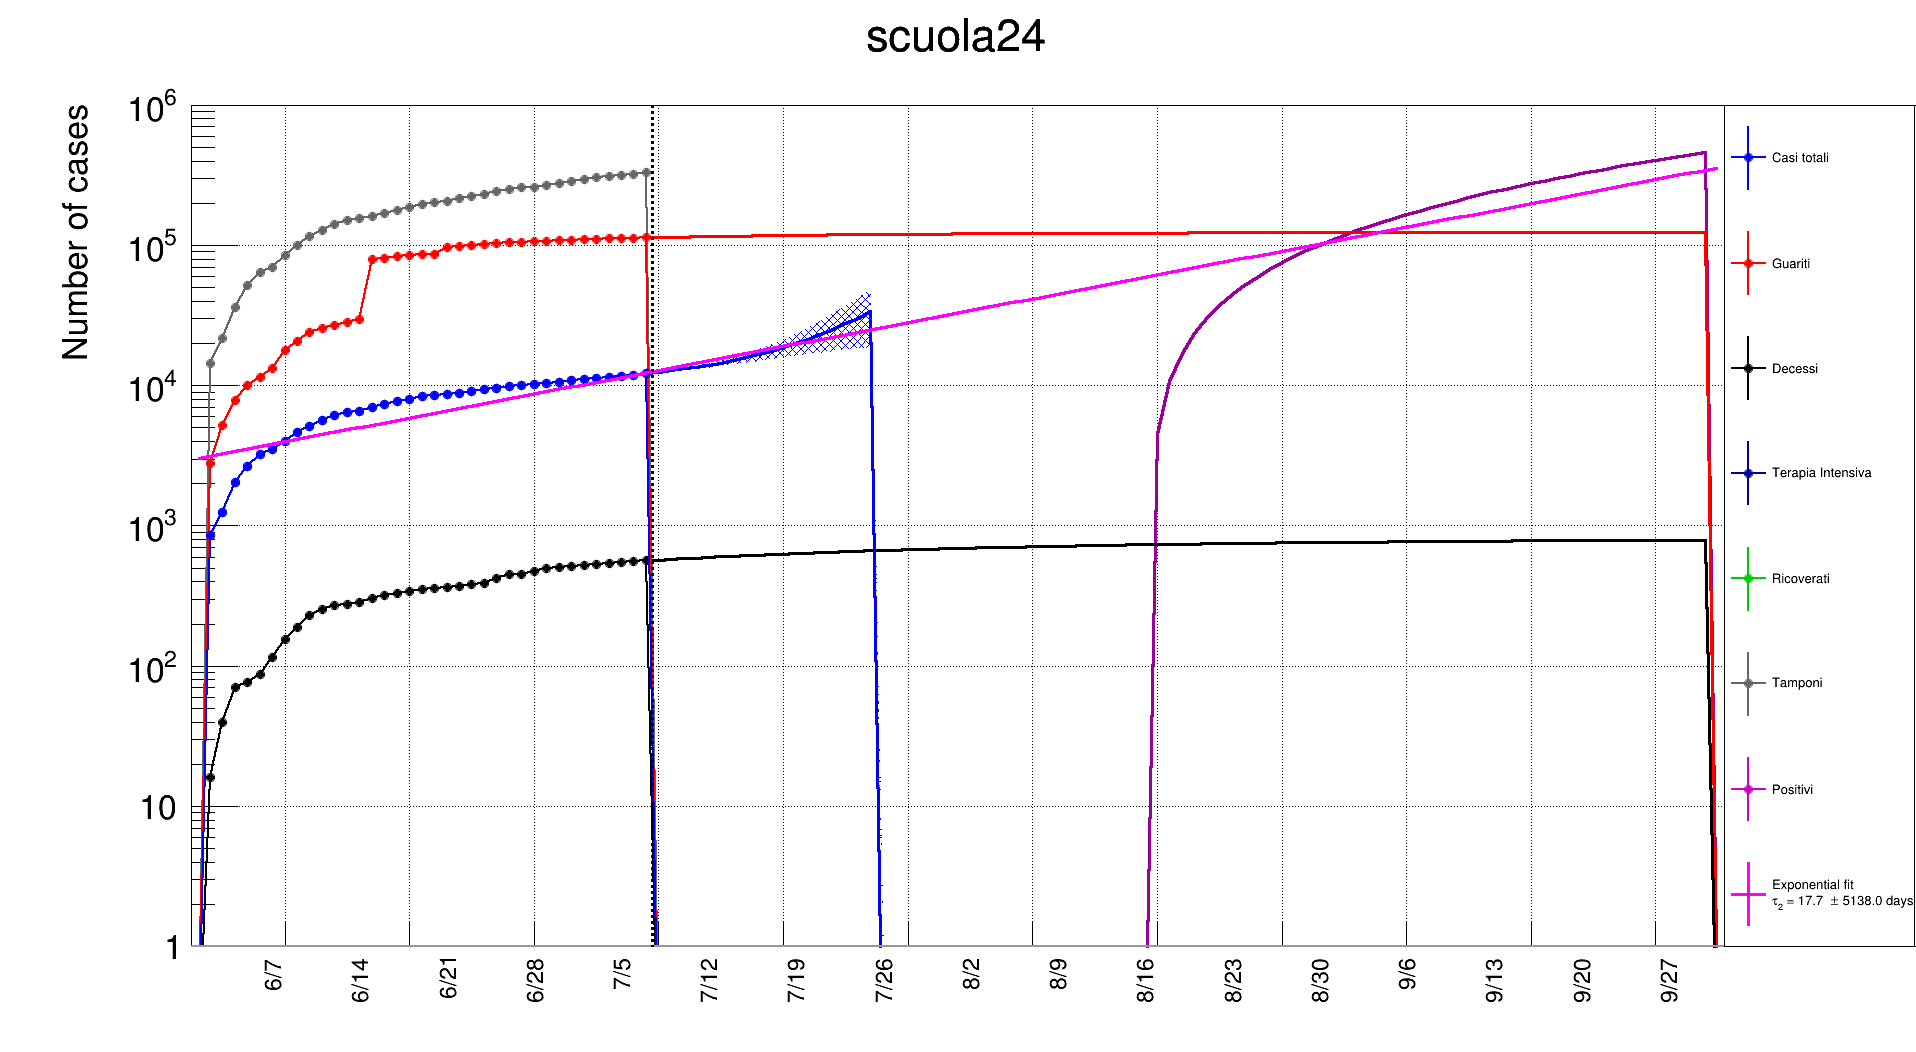 scuola24
Number of cases
10^6
10^5
10^4
10^3
10^2
10
1
6/7
6/14
6/21
6/28
7/5
7/12
7/19
7/26
8/2
8/9
8/16
8/23
8/30
9/6
9/13
9/20
9/27
Casi totali
Guariti
Decessi
Terapia Intensiva
Ricoverati
Tamponi
Positivi
Exponential fit
τ_2 = 17.7 ± 5138.0 days